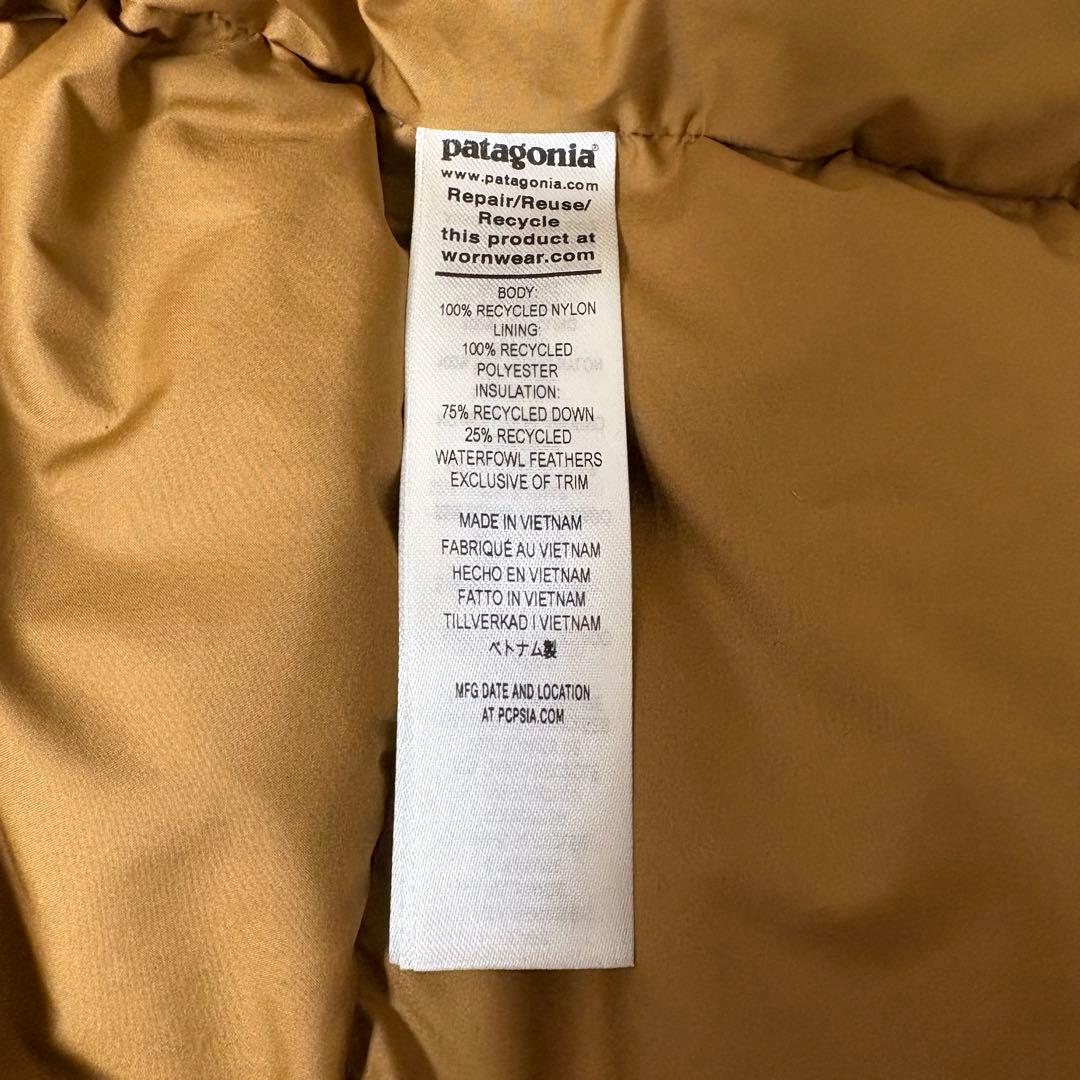 patagonia®
www.patagonia.com
Repair/Reuse/
Recycle
this product at
wornwear.com
BODY:
100% RECYCLED NYLON
LINING:
100% RECYCLED
POLYESTER
INSULATION:
75% RECYCLED DOWN
25% RECYCLED
WATERFOWL FEATHERS
EXCLUSIVE OF TRIM
MADE IN VIETNAM
FABRIQUÉ AU VIETNAM
HECHO EN VIETNAM
FATTO IN VIETNAM
TILLVERKAD I VIETNAM
ベトナム製
MFG DATE AND LOCATION
AT PCPSIA.COM